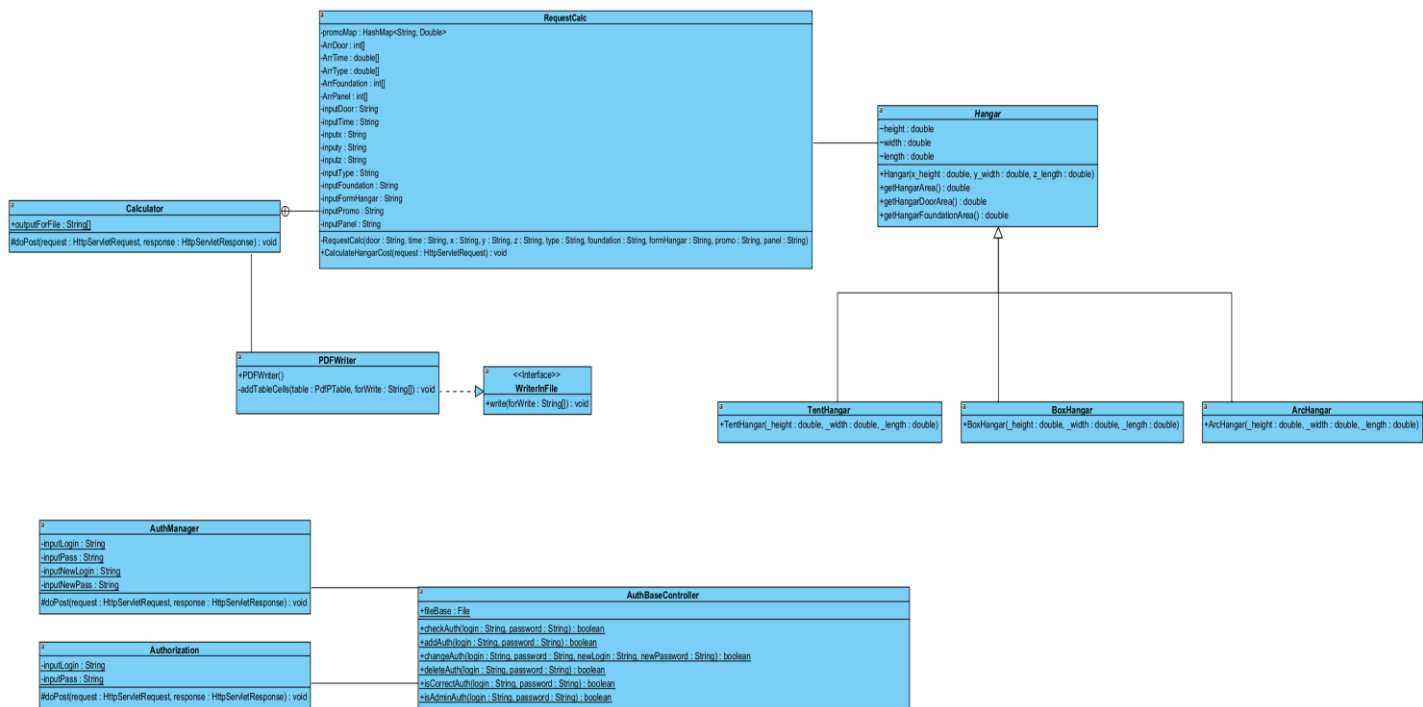 RequestCalc
-promoMap : HashMap<String, Double>
-ArrDoor : int[]
-ArrTime : double[]
-ArrType : double[]
-ArrFoundation : int[]
-ArrPanel : int[]
-inputDoor : String
-inputTime : String
-inputx : String
-inputy : String
-inputz : String
-inputType : String
-inputFoundation : String
-inputFormHangar : String
-inputPromo : String
-inputPanel : String
-RequestCalc(door : String, time : String, x : String, y : String, z : String, type : String, foundation : String, formHangar : String, promo : String, panel : String)
+CalculateHangarCost(request : HttpServletRequest) : void
Hangar
~height : double
~width : double
~length : double
+Hangar(x_height : double, y_width : double, z_length : double)
+getHangarArea() : double
+getHangarDoorArea() : double
+getHangarFoundationArea() : double
Calculator
+outputForFile : String[]
#doPost(request : HttpServletRequest, response : HttpServletResponse) : void
PDFWriter
+PDFWriter()
-addTableCells(table : PdfPTable, forWrite : String[]) : void
<<Interface>>
WriterInFile
+write(forWrite : String[]) : void
TentHangar
+TentHangar(_height : double, _width : double, _length : double)
BoxHangar
+BoxHangar(_height : double, _width : double, _length : double)
ArcHangar
+ArcHangar(_height : double, _width : double, _length : double)
AuthManager
-inputLogin : String
-inputPass : String
-inputNewLogin : String
-inputNewPass : String
#doPost(request : HttpServletRequest, response : HttpServletResponse) : void
Authorization
-inputLogin : String
-inputPass : String
#doPost(request : HttpServletRequest, response : HttpServletResponse) : void
AuthBaseController
+fileBase : File
+checkAuth(login : String, password : String) : boolean
+addAuth(login : String, password : String) : boolean
+changeAuth(login : String, password : String, newLogin : String, newPassword : String) : boolean
+deleteAuth(login : String, password : String) : boolean
+isCorrectAuth(login : String, password : String) : boolean
+isAdminAuth(login : String, password : String) : boolean